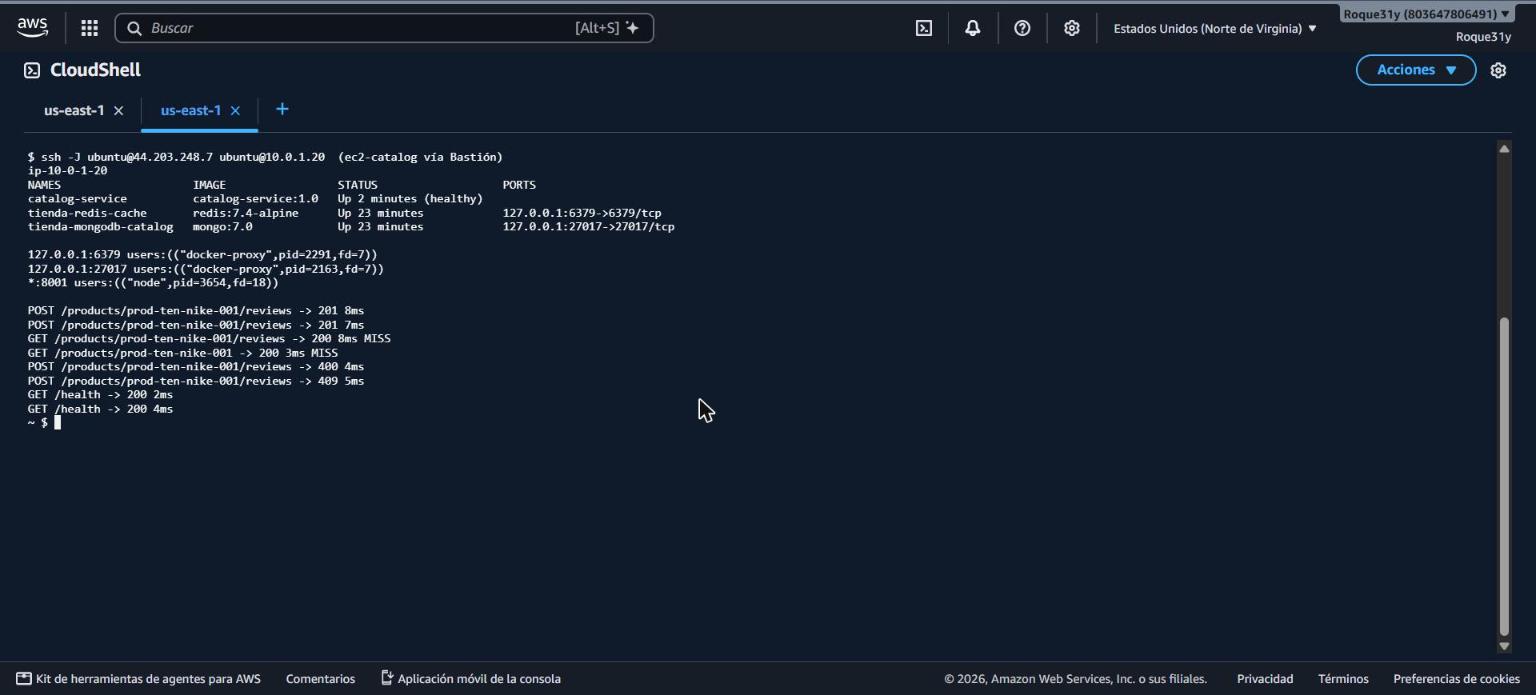 aws
Buscar [Alt+S]
Estados Unidos (Norte de Virginia) ▼
Roque31y (803647806491) ▼
Roque31y
CloudShell
Acciones ▼
us-east-1 ×
us-east-1 ×
+
$ ssh -J ubuntu@44.203.248.7 ubuntu@10.0.1.20  (ec2-catalog vía Bastión)
ip-10-0-1-20
NAMES IMAGE STATUS PORTS
catalog-service catalog-service:1.0 Up 2 minutes (healthy)
tienda-redis-cache redis:7.4-alpine Up 23 minutes 127.0.0.1:6379->6379/tcp
tienda-mongodb-catalog mongo:7.0 Up 23 minutes 127.0.0.1:27017->27017/tcp
127.0.0.1:6379 users:(("docker-proxy",pid=2291,fd=7))
127.0.0.1:27017 users:(("docker-proxy",pid=2163,fd=7))
*:8001 users:(("node",pid=3654,fd=18))
POST /products/prod-ten-nike-001/reviews -> 201 8ms
POST /products/prod-ten-nike-001/reviews -> 201 7ms
GET /products/prod-ten-nike-001/reviews -> 200 8ms MISS
GET /products/prod-ten-nike-001 -> 200 3ms MISS
POST /products/prod-ten-nike-001/reviews -> 400 4ms
POST /products/prod-ten-nike-001/reviews -> 409 5ms
GET /health -> 200 2ms
GET /health -> 200 4ms
~ $
Kit de herramientas de agentes para AWS
Comentarios
Aplicación móvil de la consola
© 2026, Amazon Web Services, Inc. o sus filiales.
Privacidad
Términos
Preferencias de cookies